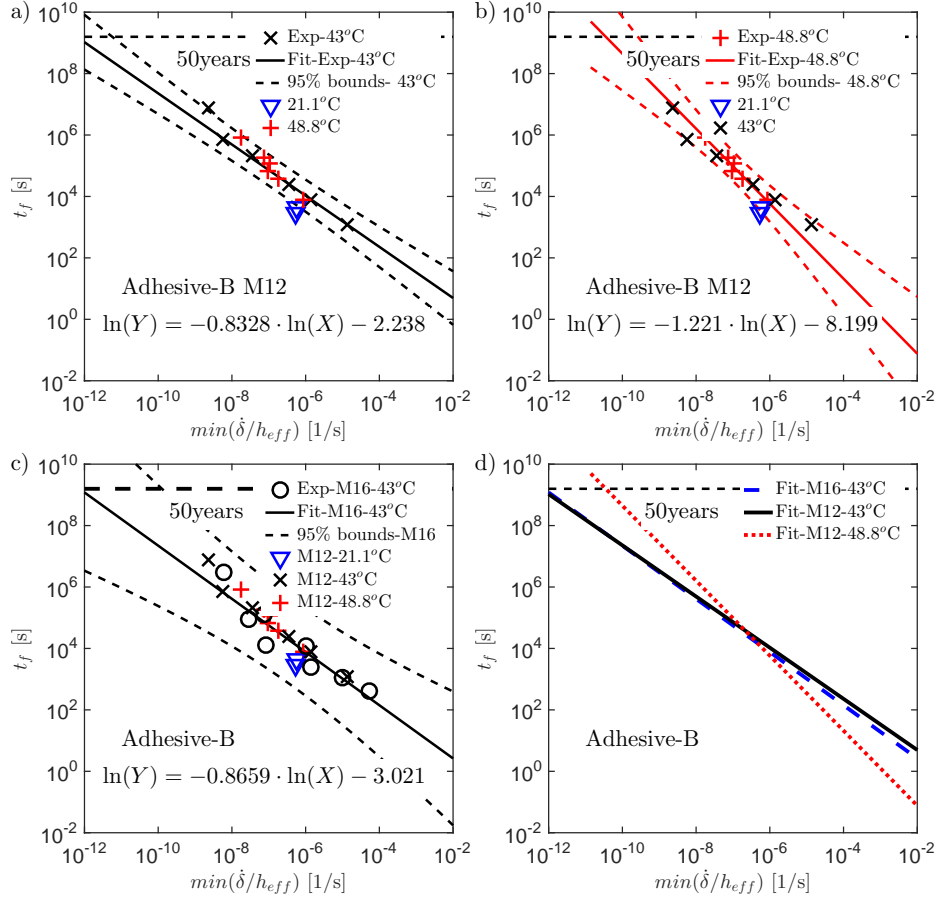 a)
10^10
10^8
10^6
10^4
10^2
10^0
10^-2
t_f [s]
Exp-43°C
Fit-Exp-43°C
95% bounds- 43°C
21.1°C
48.8°C
50years
Adhesive-B M12
ln(Y) = −0.8328 · ln(X) − 2.238
10^-12 10^-10 10^-8 10^-6 10^-4 10^-2
min(δ̇/h_eff) [1/s]
b)
10^10
10^8
10^6
10^4
10^2
10^0
10^-2
t_f [s]
Exp-48.8°C
Fit-Exp-48.8°C
95% bounds- 48.8°C
21.1°C
43°C
50years
Adhesive-B M12
ln(Y) = −1.221 · ln(X) − 8.199
10^-12 10^-10 10^-8 10^-6 10^-4 10^-2
min(δ̇/h_eff) [1/s]
c)
10^10
10^8
10^6
10^4
10^2
10^0
10^-2
t_f [s]
Exp-M16-43°C
Fit-M16-43°C
95% bounds-M16
M12-21.1°C
M12-43°C
M12-48.8°C
50years
Adhesive-B
ln(Y) = −0.8659 · ln(X) − 3.021
10^-12 10^-10 10^-8 10^-6 10^-4 10^-2
min(δ̇/h_eff) [1/s]
d)
10^10
10^8
10^6
10^4
10^2
10^0
10^-2
t_f [s]
Fit-M16-43°C
Fit-M12-43°C
Fit-M12-48.8°C
50years
Adhesive-B
10^-12 10^-10 10^-8 10^-6 10^-4 10^-2
min(δ̇/h_eff) [1/s]